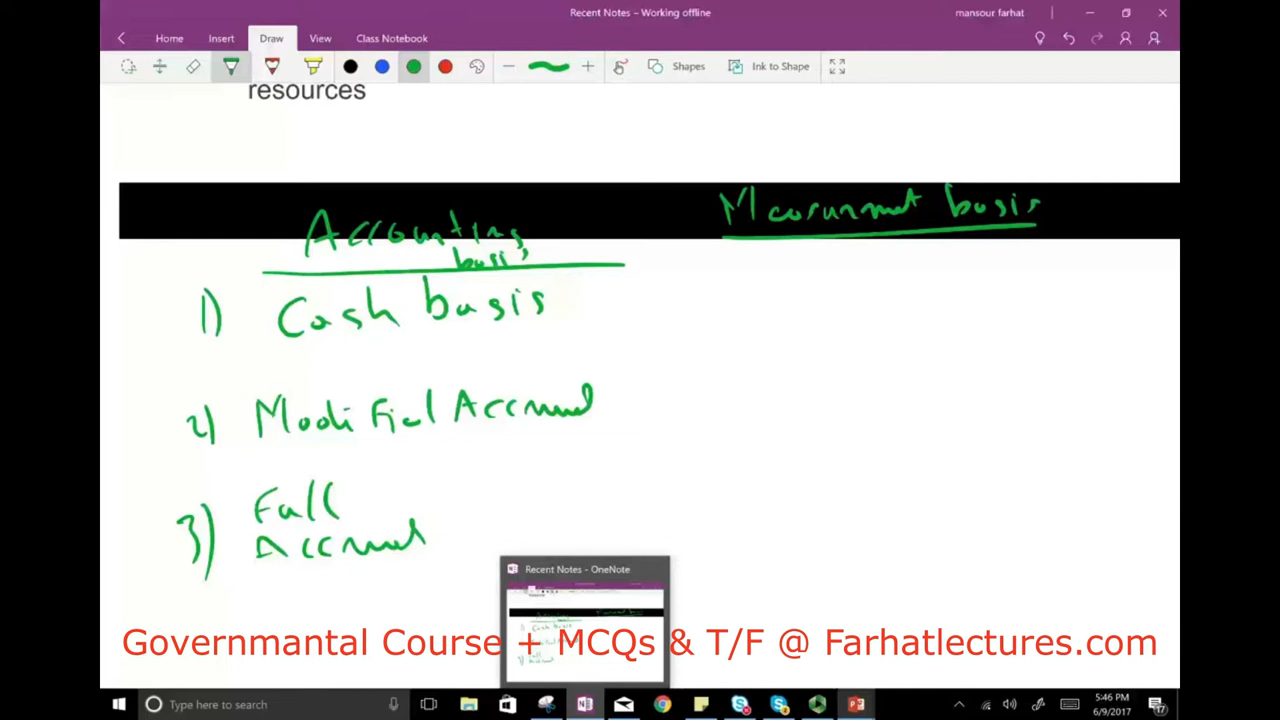 Recent Notes - Working offline
mansour farhat
Home Insert Draw View Class Notebook
Shapes Ink to Shape
resources
Measurement basis
Accounting
basis
1) Cash basis
2) Modified Accrual
3) Full
Accrual
Recent Notes - OneNote
Governmantal Course + MCQs & T/F @ Farhatlectures.com
Type here to search
5:46 PM
6/9/2017
17